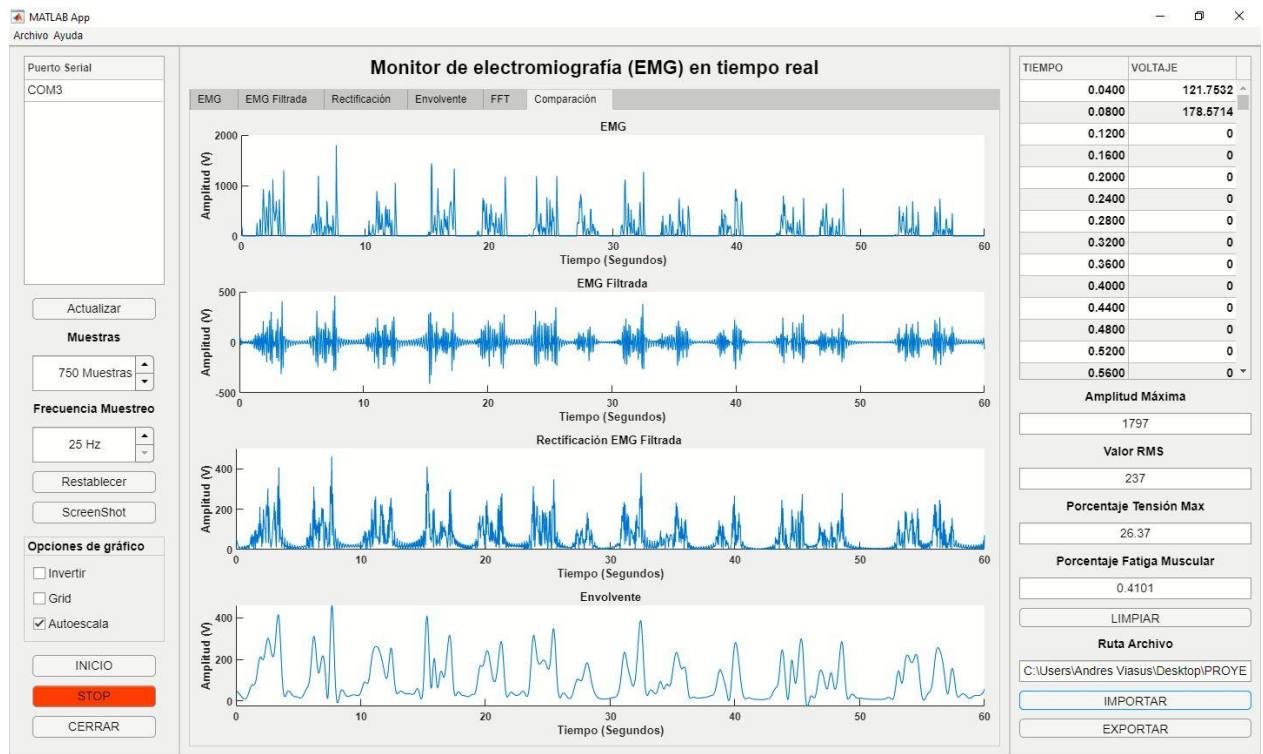 MATLAB App
Archivo Ayuda
Puerto Serial
COM3
Actualizar
Muestras
750 Muestras
Frecuencia Muestreo
25 Hz
Restablecer
ScreenShot
Opciones de gráfico
Invertir
Grid
Autoescala
INICIO
STOP
CERRAR
Monitor de electromiografía (EMG) en tiempo real
EMG EMG Filtrada Rectificación Envolvente FFT Comparación
EMG
Amplitud (V)
2000
1000
0
0 10 20 30 40 50 60
Tiempo (Segundos)
EMG Filtrada
Amplitud (V)
500
0
-500
0 10 20 30 40 50 60
Tiempo (Segundos)
Rectificación EMG Filtrada
Amplitud (V)
400
200
0
0 10 20 30 40 50 60
Tiempo (Segundos)
Envolvente
Amplitud (V)
400
200
0
0 10 20 30 40 50 60
Tiempo (Segundos)
TIEMPO VOLTAJE
0.0400 121.7532
0.0800 178.5714
0.1200 0
0.1600 0
0.2000 0
0.2400 0
0.2800 0
0.3200 0
0.3600 0
0.4000 0
0.4400 0
0.4800 0
0.5200 0
0.5600 0
Amplitud Máxima
1797
Valor RMS
237
Porcentaje Tensión Max
26.37
Porcentaje Fatiga Muscular
0.4101
LIMPIAR
Ruta Archivo
C:\Users\Andres Viasus\Desktop\PROYE
IMPORTAR
EXPORTAR